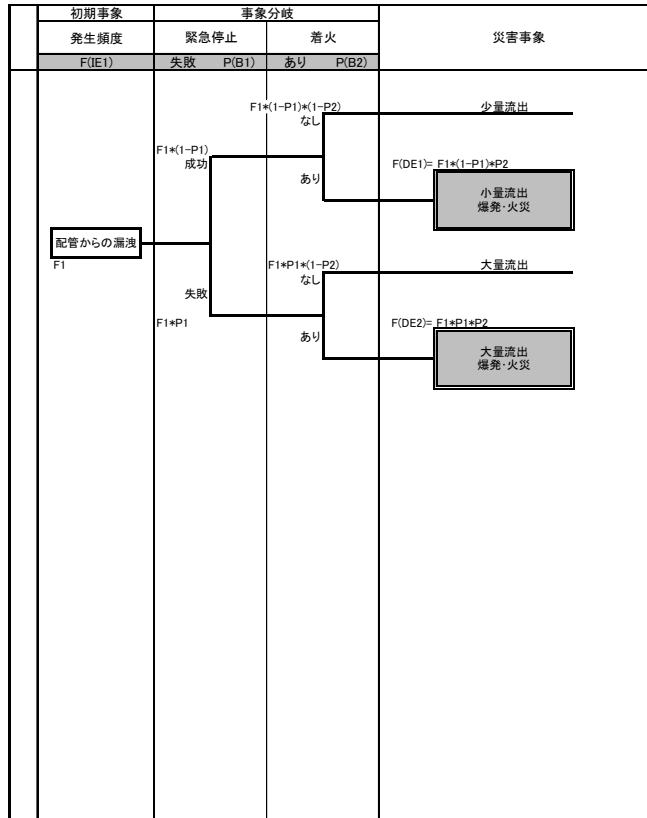 初期事象 事象分岐
発生頻度 緊急停止 着火 災害事象
F(IE1) 失敗 P(B1) あり P(B2)
F1*(1-P1)*(1-P2) 少量流出
なし
F1*(1-P1)
成功
あり
F(DE1)= F1*(1-P1)*P2
小量流出
爆発・火災
配管からの漏洩
F1
F1*P1*(1-P2) 大量流出
なし
失敗
F1*P1
あり
F(DE2)= F1*P1*P2
大量流出
爆発・火災